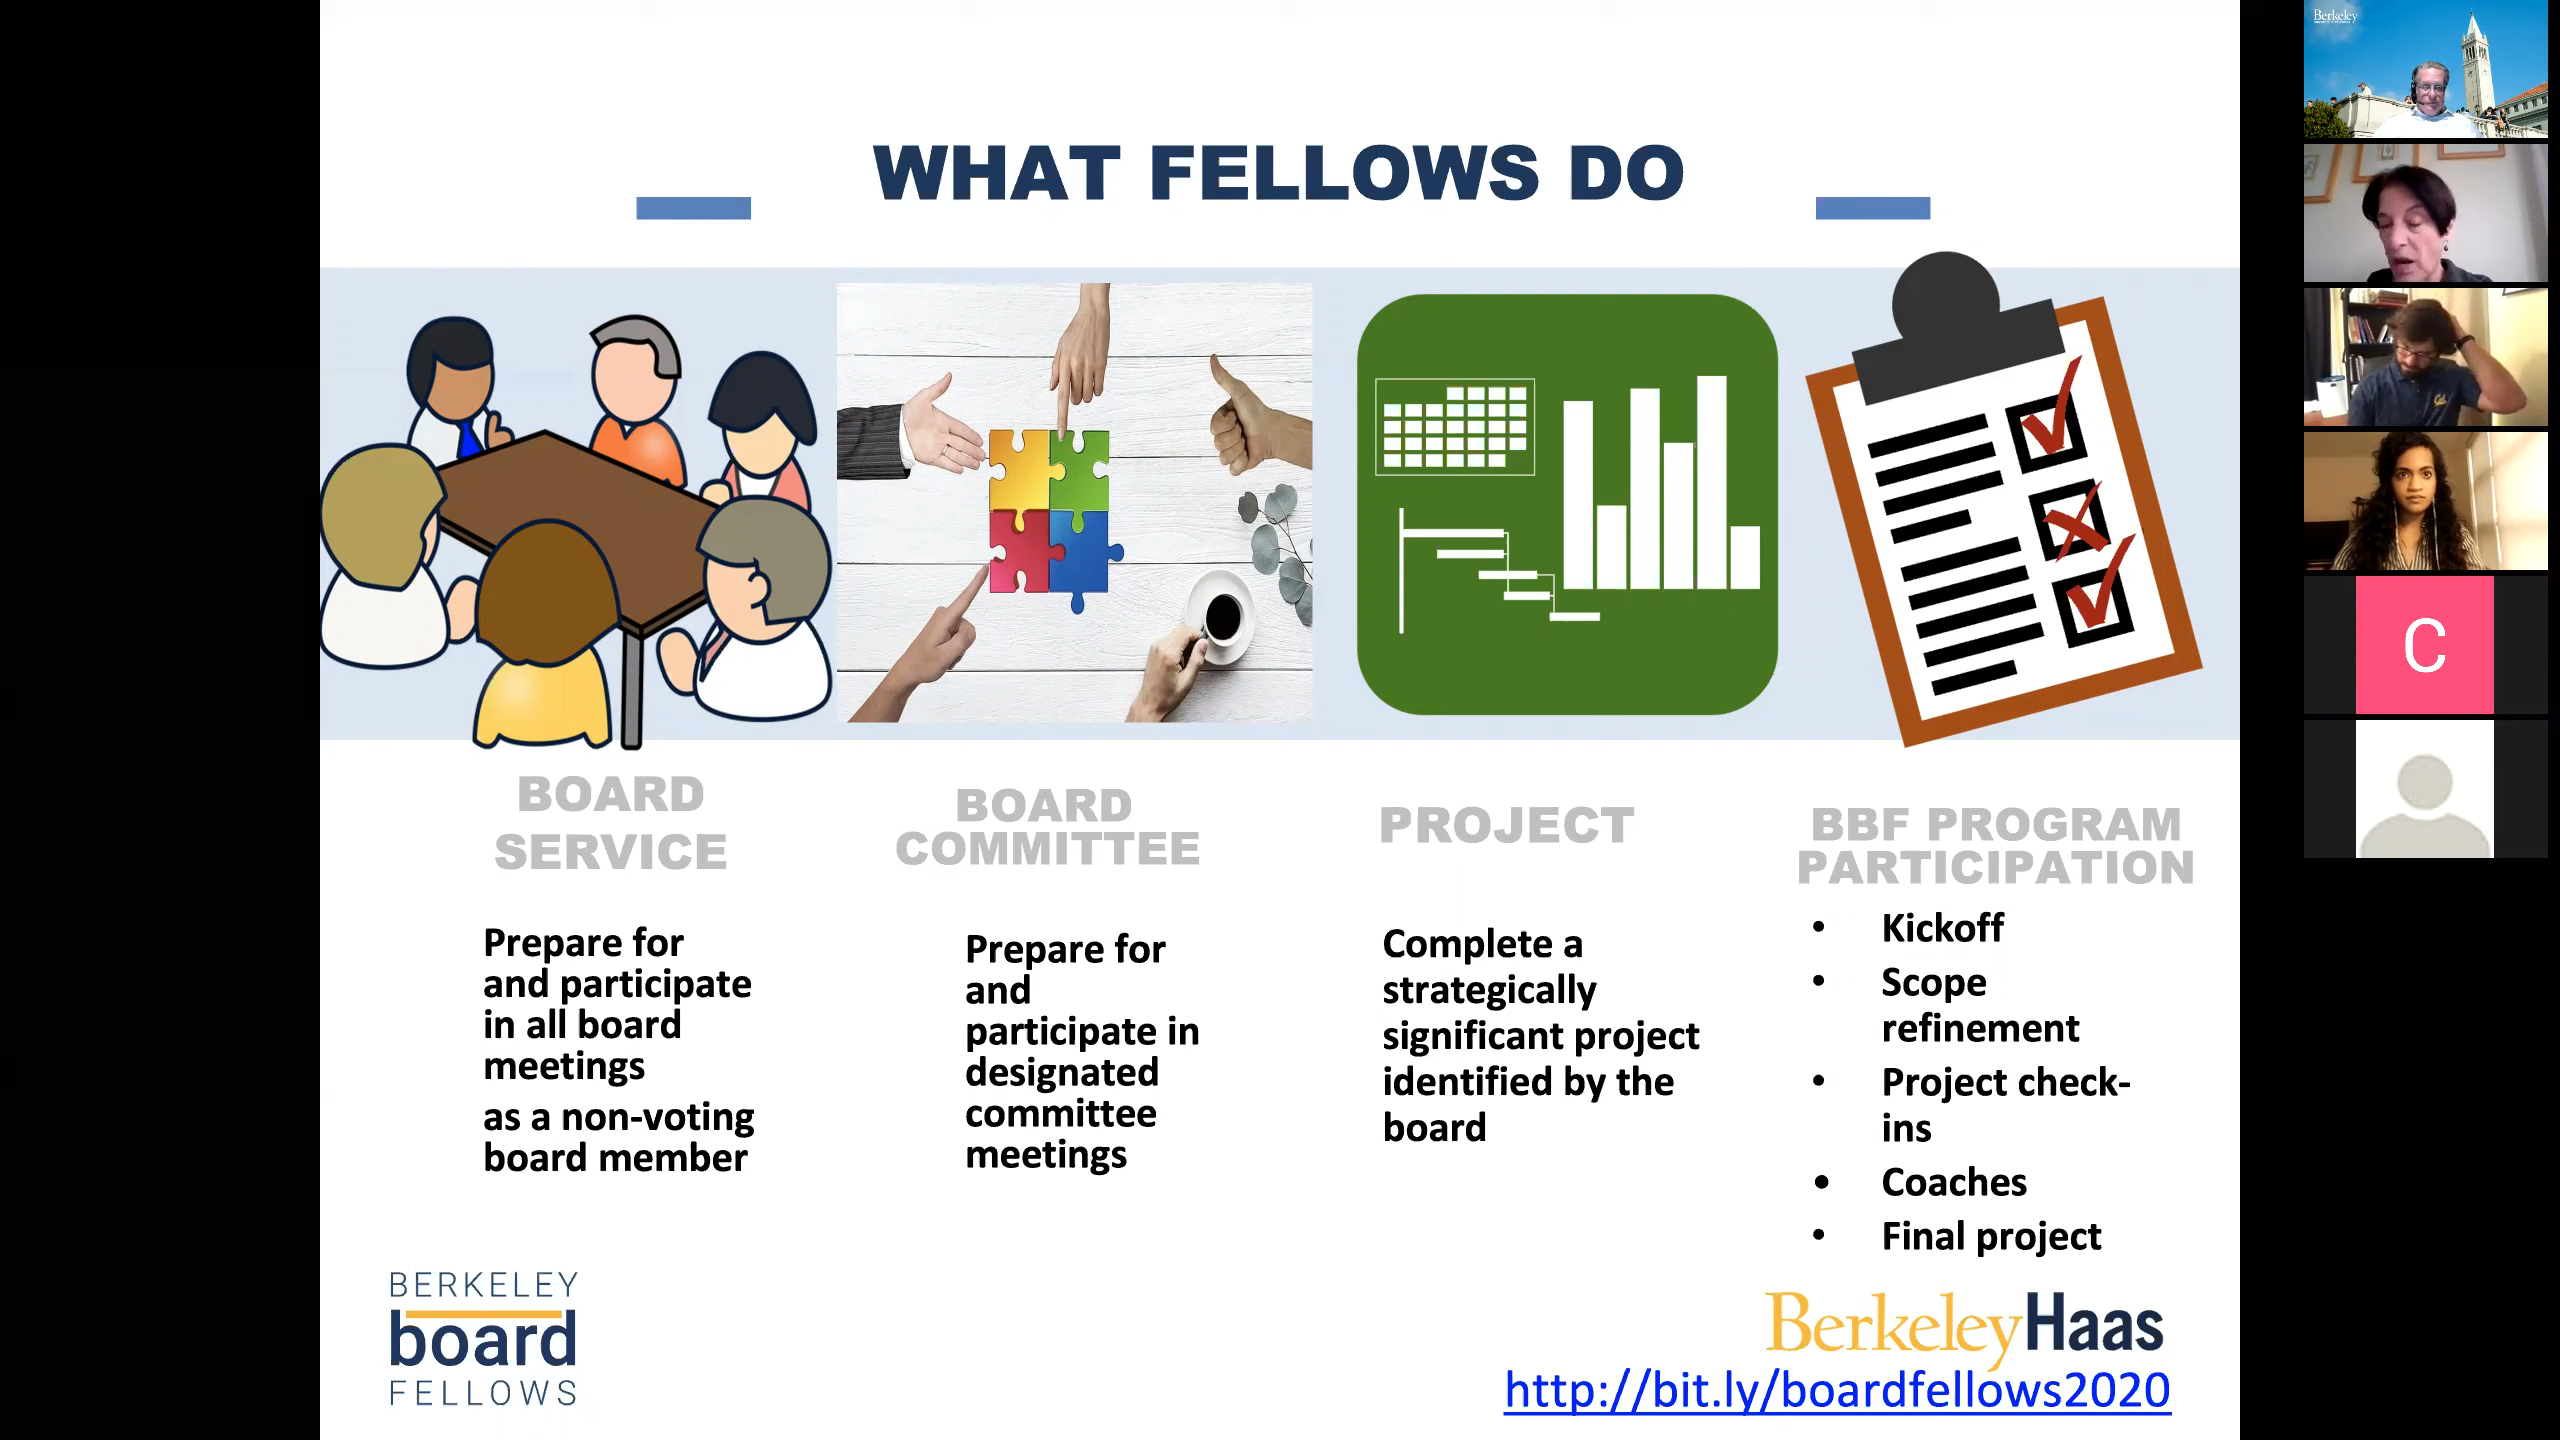 Berkeley
WHAT FELLOWS DO
BOARD
SERVICE
Prepare for
and participate
in all board
meetings
as a non-voting
board member
BOARD
COMMITTEE
Prepare for
and
participate in
designated
committee
meetings
PROJECT
Complete a
strategically
significant project
identified by the
board
BBF PROGRAM
PARTICIPATION
• Kickoff
• Scope
refinement
• Project check-
ins
• Coaches
• Final project
BERKELEY
board
FELLOWS
BerkeleyHaas
http://bit.ly/boardfellows2020
Cal
C